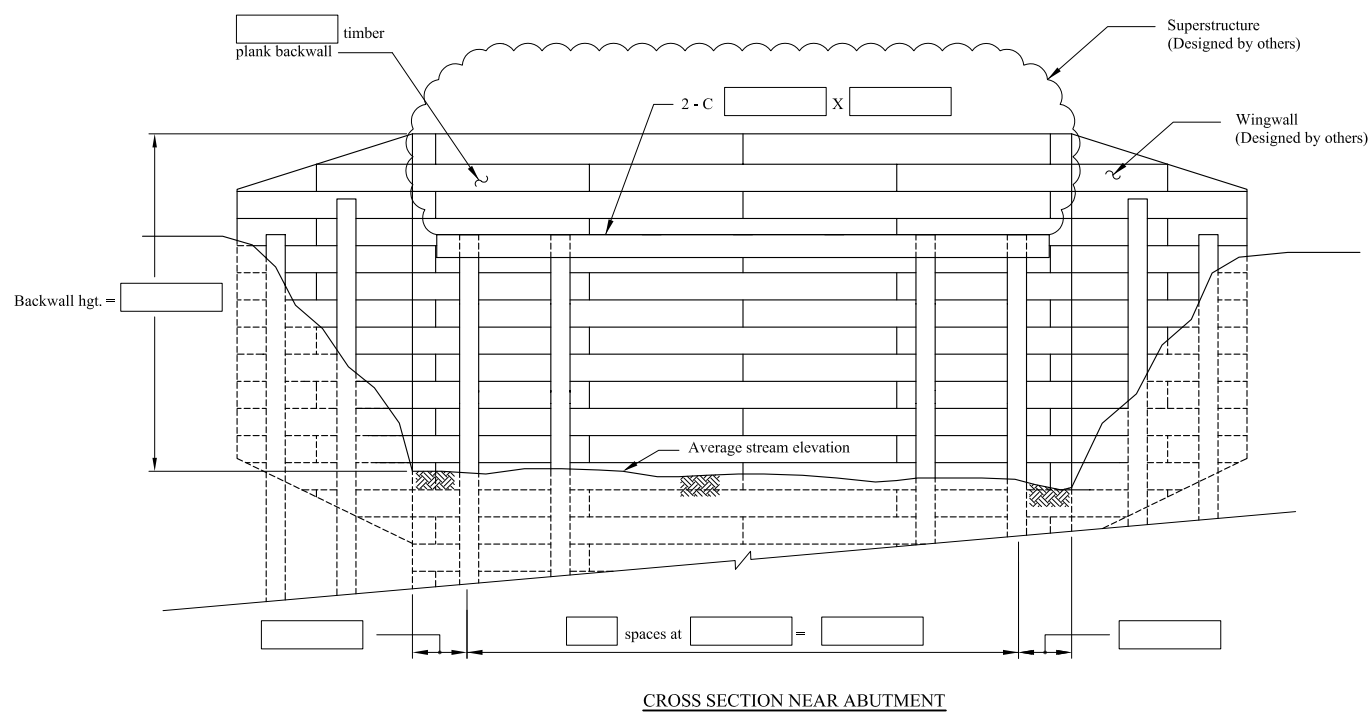 timber
plank backwall
Superstructure
(Designed by others)
2 - C X
Wingwall
(Designed by others)
Backwall hgt. =
Average stream elevation
spaces at =
CROSS SECTION NEAR ABUTMENT